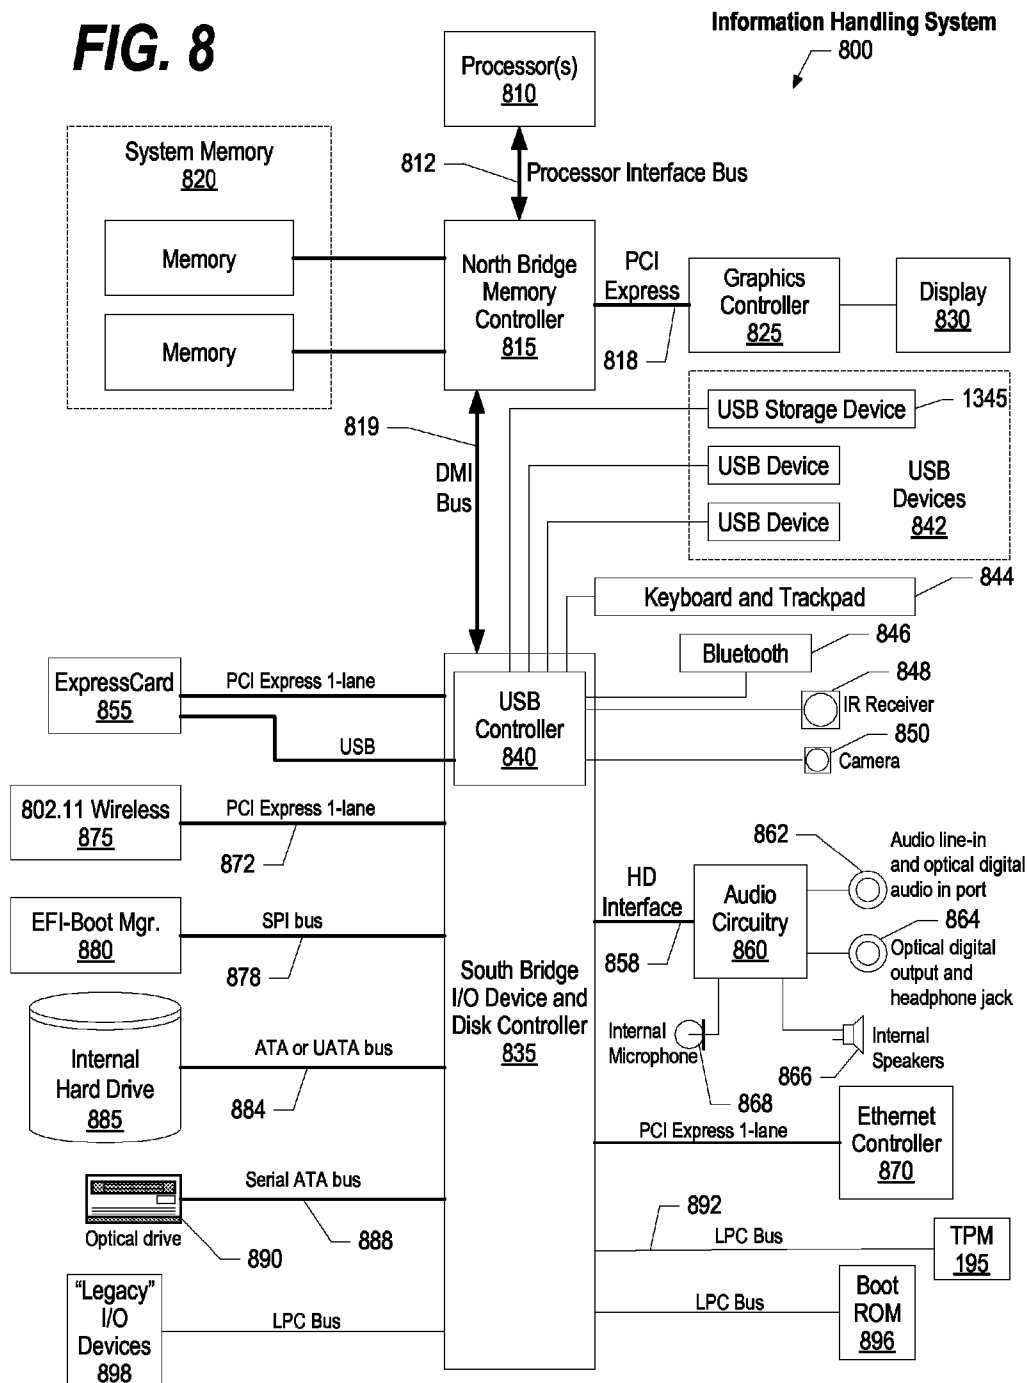 FIG. 8
Information Handling System
800
Processor(s)
810
812
Processor Interface Bus
System Memory
820
Memory
Memory
North Bridge
Memory
Controller
815
PCI
Express
818
Graphics
Controller
825
Display
830
819
DMI
Bus
USB Storage Device
1345
USB Device
USB Device
USB
Devices
842
Keyboard and Trackpad
844
Bluetooth
846
848
IR Receiver
850
Camera
ExpressCard
855
PCI Express 1-lane
USB
USB
Controller
840
802.11 Wireless
875
PCI Express 1-lane
872
EFI-Boot Mgr.
880
SPI bus
878
Internal
Hard Drive
885
ATA or UATA bus
884
South Bridge
I/O Device and
Disk Controller
835
HD
Interface
858
Audio
Circuitry
860
862
Audio line-in
and optical digital
audio in port
864
Optical digital
output and
headphone jack
Internal
Microphone
868
Internal
Speakers
866
PCI Express 1-lane
Ethernet
Controller
870
Optical drive
890
Serial ATA bus
888
892
LPC Bus
TPM
195
"Legacy"
I/O
Devices
898
LPC Bus
LPC Bus
Boot
ROM
896